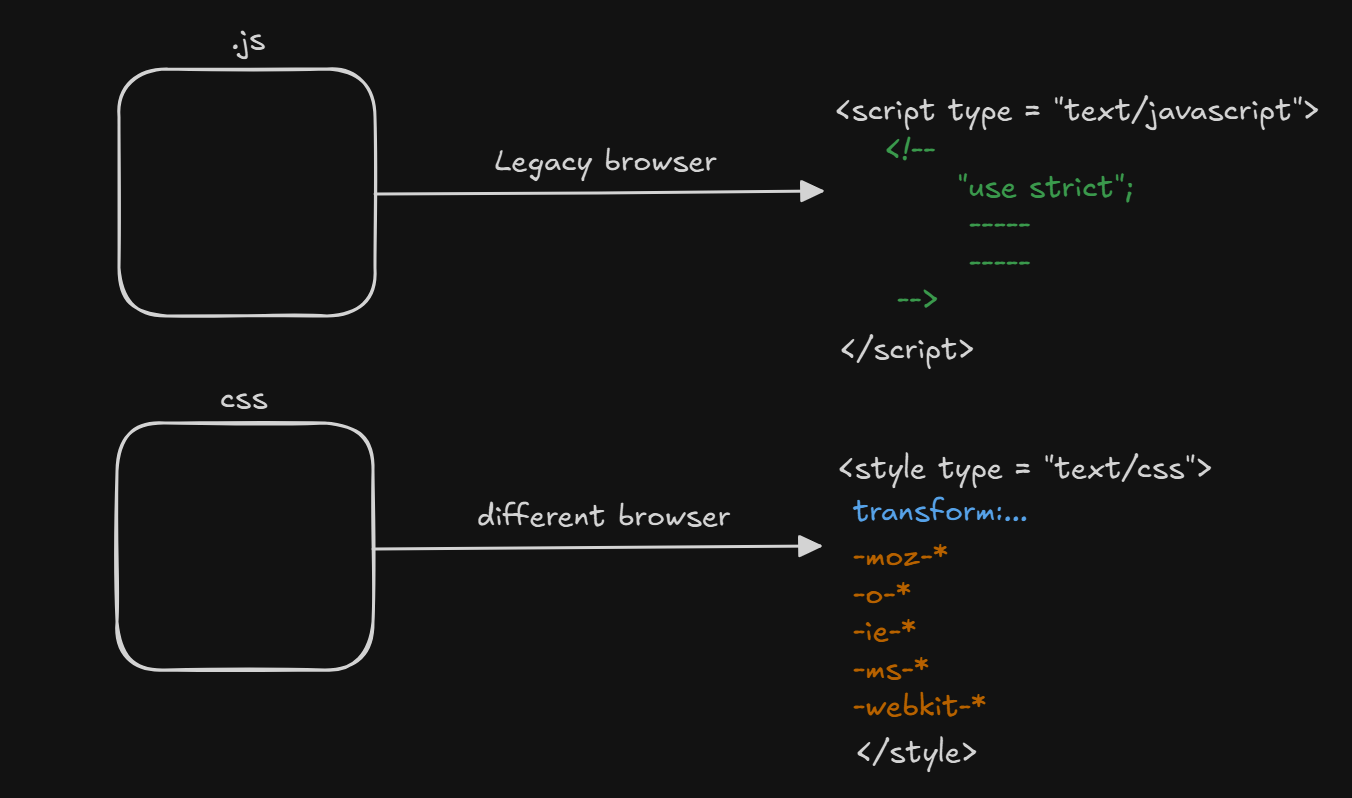 .js
Legacy browser
<script type = "text/javascript">
<!--
"use strict";
-----
-----
-->
</script>
css
different browser
<style type = "text/css">
transform:...
-moz-*
-o-*
-ie-*
-ms-*
-webkit-*
</style>